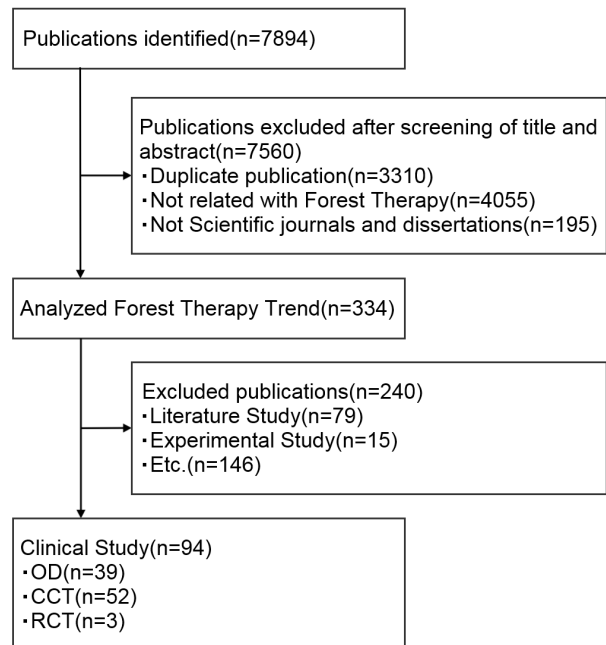 Publications identified(n=7894)
Publications excluded after screening of title and
abstract(n=7560)
・Duplicate publication(n=3310)
・Not related with Forest Therapy(n=4055)
・Not Scientific journals and dissertations(n=195)
Analyzed Forest Therapy Trend(n=334)
Excluded publications(n=240)
・Literature Study(n=79)
・Experimental Study(n=15)
・Etc.(n=146)
Clinical Study(n=94)
・OD(n=39)
・CCT(n=52)
・RCT(n=3)